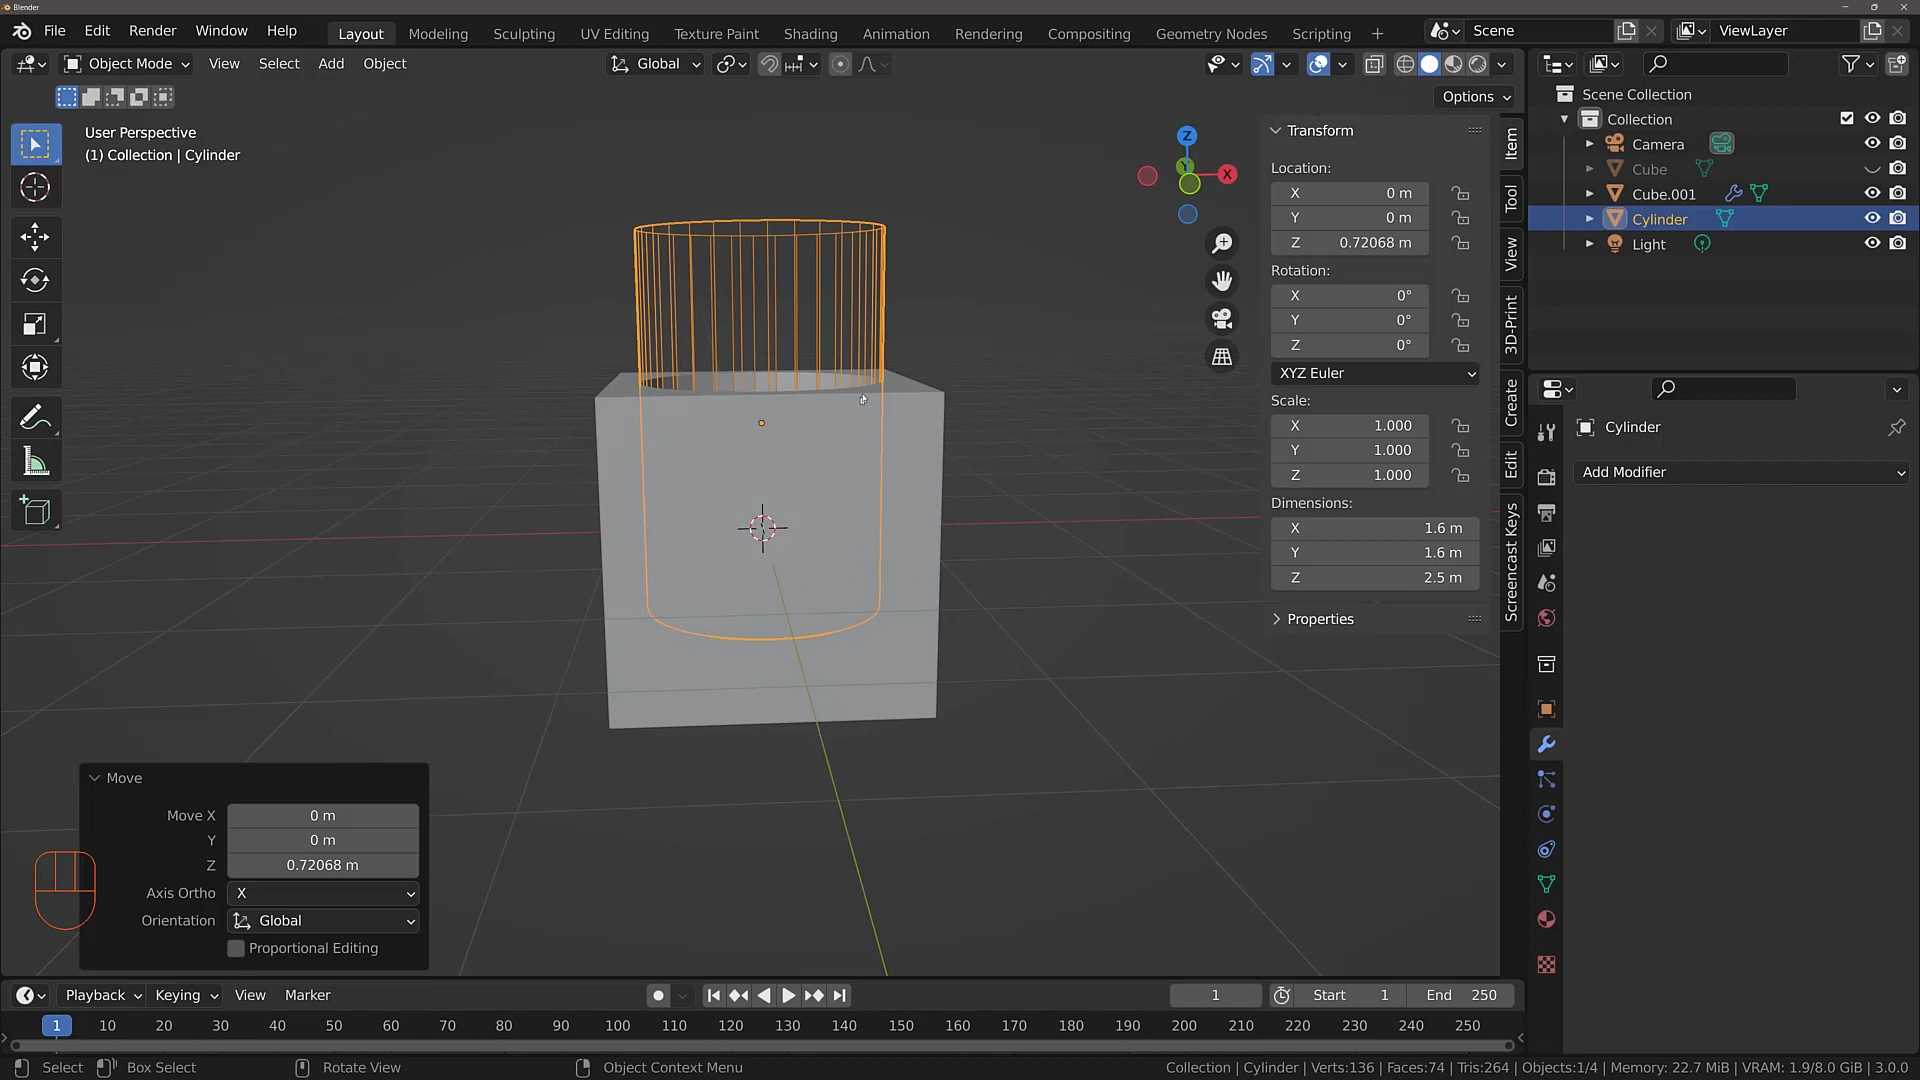 Blender
File Edit Render Window Help
Layout Modeling Sculpting UV Editing Texture Paint Shading Animation Rendering Compositing Geometry Nodes Scripting +
Scene
ViewLayer
Object Mode View Select Add Object
Global
Options
User Perspective
(1) Collection | Cylinder
Z
Y
X
Transform
Location:
X 0 m
Y 0 m
Z 0.72068 m
Rotation:
X 0°
Y 0°
Z 0°
XYZ Euler
Scale:
X 1.000
Y 1.000
Z 1.000
Dimensions:
X 1.6 m
Y 1.6 m
Z 2.5 m
Properties
Item
Tool
View
3D-Print
Create
Edit
Screencast Keys
Scene Collection
Collection
Camera
Cube
Cube.001
Cylinder
Light
Cylinder
Add Modifier
Move
Move X 0 m
Y 0 m
Z 0.72068 m
Axis Ortho X
Orientation Global
Proportional Editing
Playback Keying View Marker
1
Start 1
End 250
1 10 20 30 40 50 60 70 80 90 100 110 120 130 140 150 160 170 180 190 200 210 220 230 240 250
Select Box Select Rotate View Object Context Menu
Collection | Cylinder | Verts:136 | Faces:74 | Tris:264 | Objects:1/4 | Memory: 22.7 MiB | VRAM: 1.9/8.0 GiB | 3.0.0